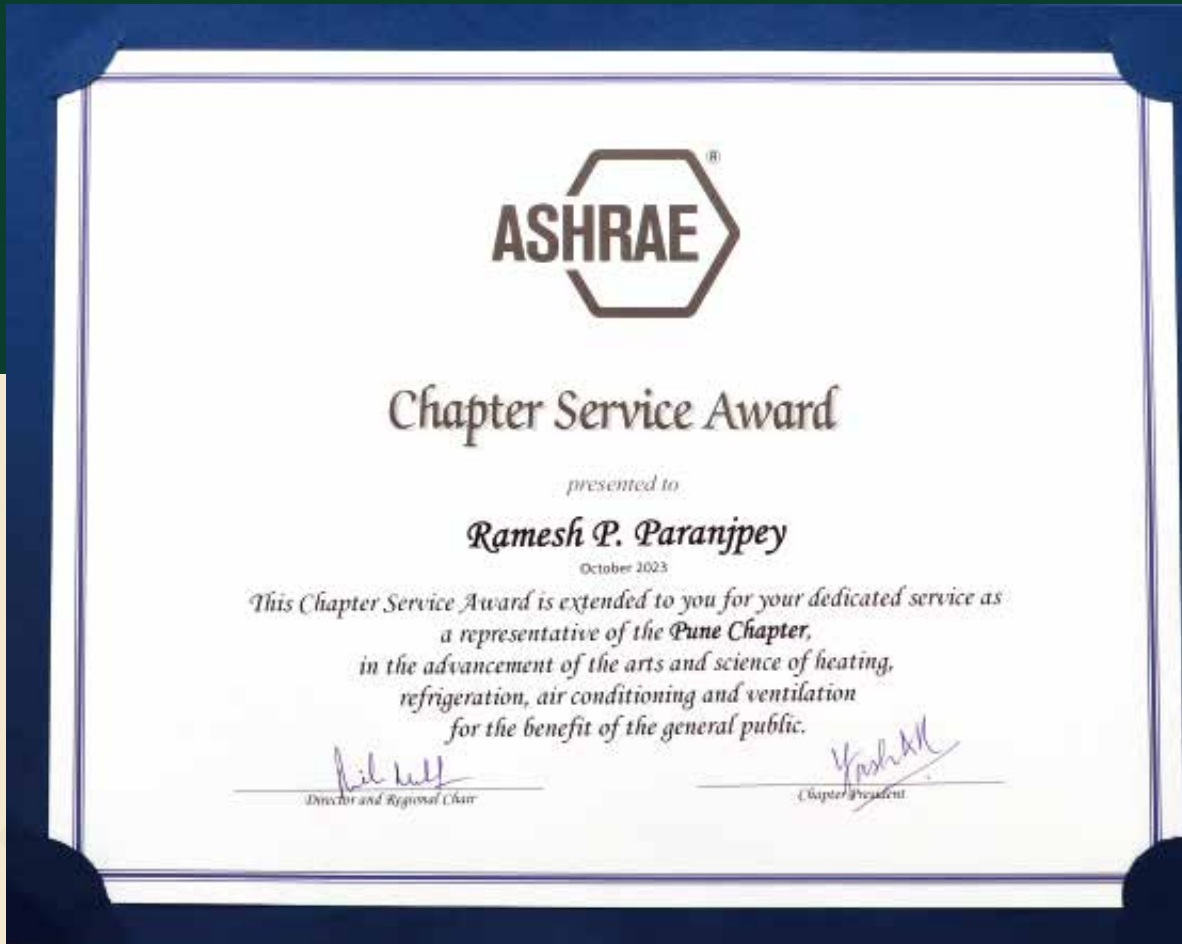 ASHRAE®
Chapter Service Award
presented to
Ramesh P. Paranjpey
October 2023
This Chapter Service Award is extended to you for your dedicated service as
a representative of the Pune Chapter,
in the advancement of the arts and science of heating,
refrigeration, air conditioning and ventilation
for the benefit of the general public.
Director and Regional Chair
Chapter President